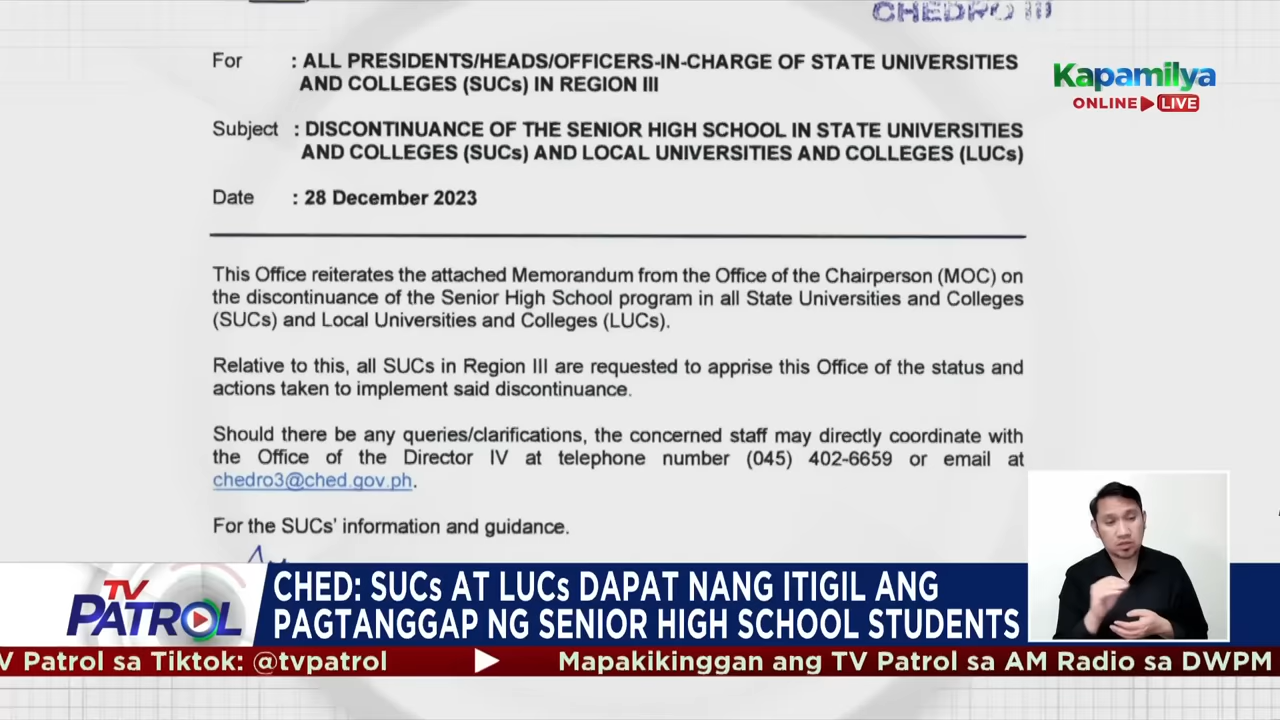 CHEDRO III
For : ALL PRESIDENTS/HEADS/OFFICERS-IN-CHARGE OF STATE UNIVERSITIES
AND COLLEGES (SUCs) IN REGION III
Kapamilya
ONLINE LIVE
Subject : DISCONTINUANCE OF THE SENIOR HIGH SCHOOL IN STATE UNIVERSITIES
AND COLLEGES (SUCs) AND LOCAL UNIVERSITIES AND COLLEGES (LUCs)
Date : 28 December 2023
This Office reiterates the attached Memorandum from the Office of the Chairperson (MOC) on
the discontinuance of the Senior High School program in all State Universities and Colleges
(SUCs) and Local Universities and Colleges (LUCs).
Relative to this, all SUCs in Region III are requested to apprise this Office of the status and
actions taken to implement said discontinuance.
Should there be any queries/clarifications, the concerned staff may directly coordinate with
the Office of the Director IV at telephone number (045) 402-6659 or email at
chedro3@ched.gov.ph.
For the SUCs' information and guidance.
TV PATROL
CHED: SUCs AT LUCs DAPAT NANG ITIGIL ANG
PAGTANGGAP NG SENIOR HIGH SCHOOL STUDENTS
V Patrol sa Tiktok: @tvpatrol Mapakikinggan ang TV Patrol sa AM Radio sa DWPM